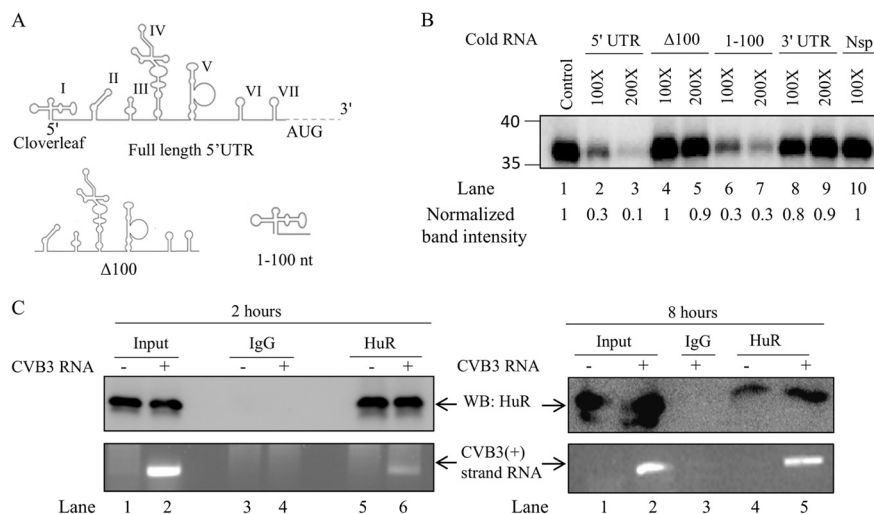 A
IV
V
II
I
III
VI
VII
5'
3'
AUG
Cloverleaf
Full length 5'UTR
Δ100
1-100 nt
B
Cold RNA
5' UTR
Δ100
1-100
3' UTR
Nsp
Control
100X
200X
100X
200X
100X
200X
100X
200X
100X
40
35
Lane 1 2 3 4 5 6 7 8 9 10
Normalized 1 0.3 0.1 1 0.9 0.3 0.3 0.8 0.9 1
band intensity
C
2 hours
Input IgG HuR
CVB3 RNA - + - + - +
WB: HuR
CVB3(+)
strand RNA
Lane 1 2 3 4 5 6
8 hours
Input IgG HuR
CVB3 RNA - + + - +
Lane 1 2 3 4 5